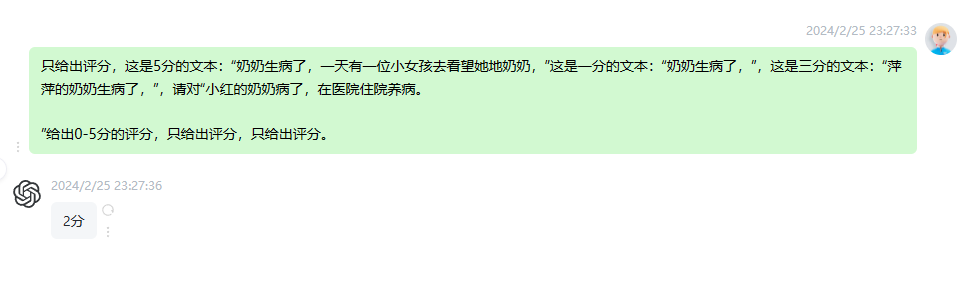 2024/2/25 23:27:33
只给出评分，这是5分的文本：“奶奶生病了，一天有一位小女孩去看望她地奶奶，”这是一分的文本：“奶奶生病了，”，这是三分的文本：“萍
萍的奶奶生病了，”，请对“小红的奶奶病了，在医院住院养病。
”给出0-5分的评分，只给出评分，只给出评分。
2024/2/25 23:27:36
2分